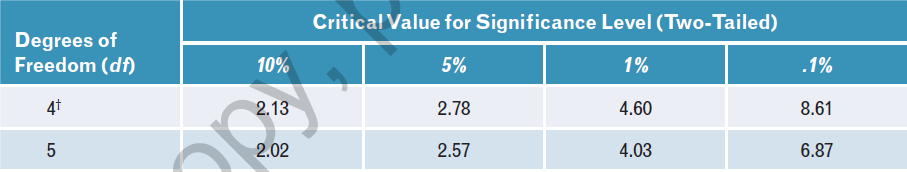 Critical Value for Significance Level (Two-Tailed)
Degrees of
Freedom (df)
10% 5% 1% .1%
4† 2.13 2.78 4.60 8.61
5 2.02 2.57 4.03 6.87
opy, p